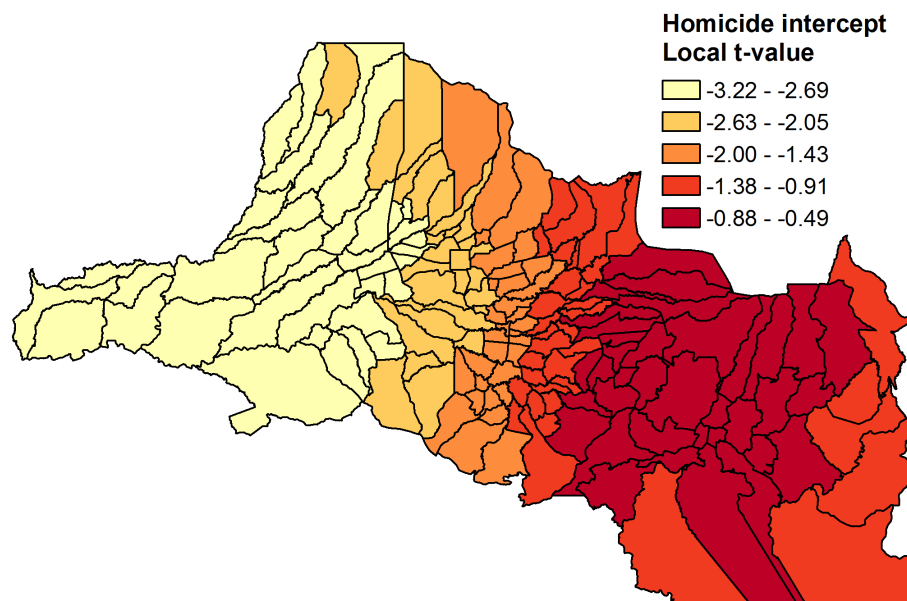 Homicide intercept
Local t-value
-3.22 - -2.69
-2.63 - -2.05
-2.00 - -1.43
-1.38 - -0.91
-0.88 - -0.49